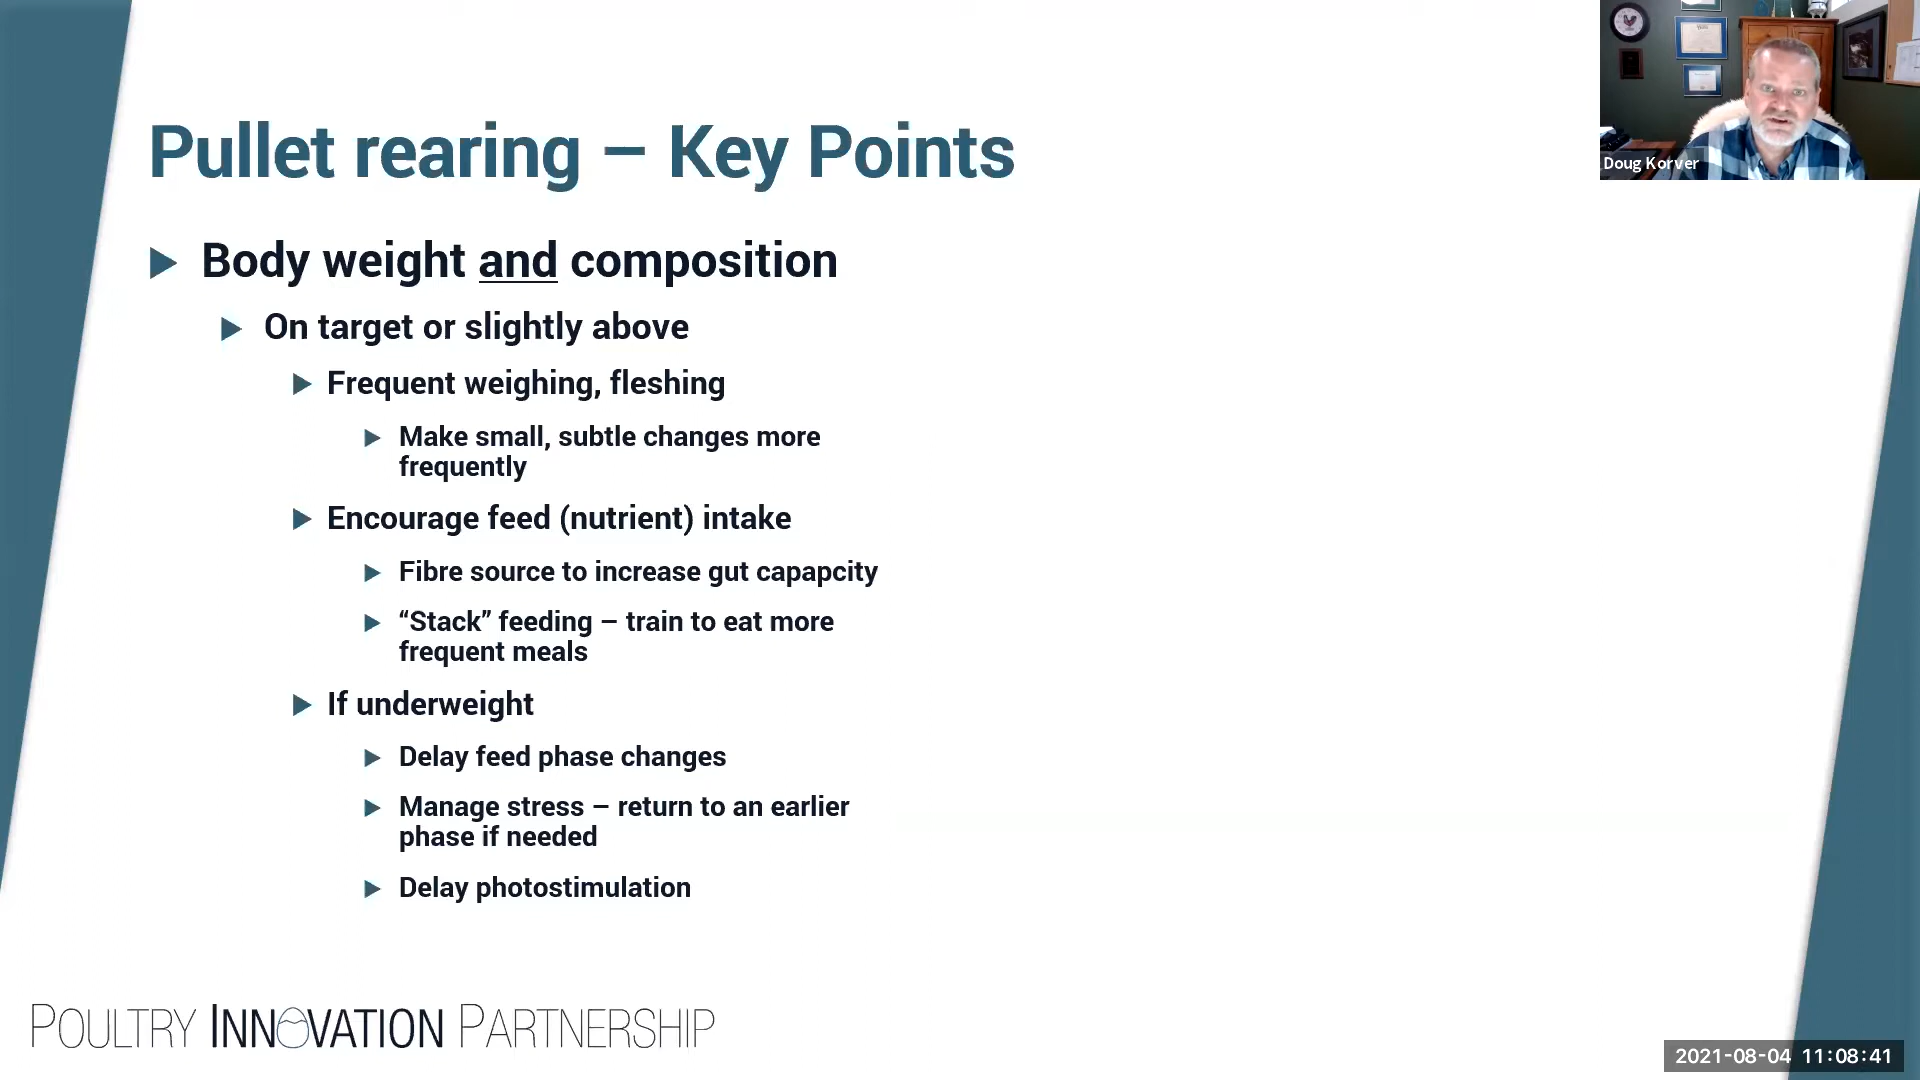 Pullet rearing – Key Points
Body weight and composition
On target or slightly above
Frequent weighing, fleshing
Make small, subtle changes more
frequently
Encourage feed (nutrient) intake
Fibre source to increase gut capapcity
“Stack” feeding – train to eat more
frequent meals
If underweight
Delay feed phase changes
Manage stress – return to an earlier
phase if needed
Delay photostimulation
POULTRY INNOVATION PARTNERSHIP
Doug Korver
2021-08-04 11:08:41